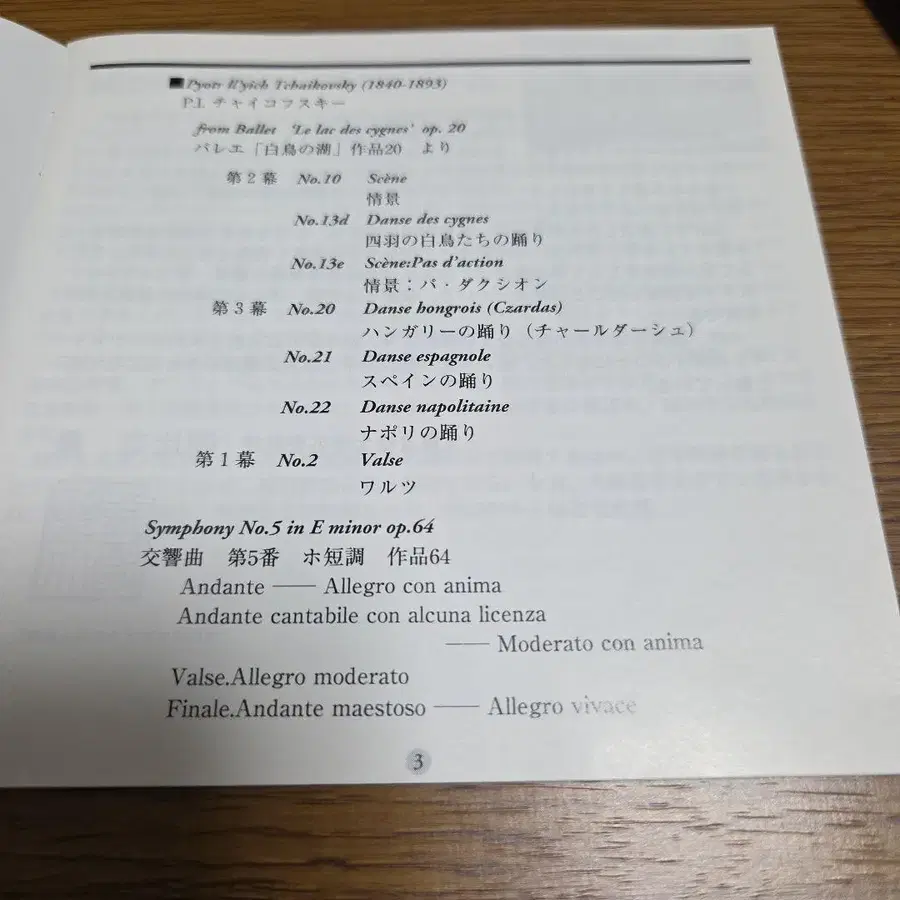 ■Pyotr Il'yich Tchaikovsky (1840-1893)
P.I. チャイコフスキー
from Ballet 'Le lac des cygnes' op. 20
バレエ「白鳥の湖」作品20 より
第2幕 No.10 Scène
情景
No.13d Danse des cygnes
四羽の白鳥たちの踊り
No.13e Scène:Pas d'action
情景：パ・ダクシオン
第3幕 No.20 Danse hongrois (Czardas)
ハンガリーの踊り（チャールダーシェ）
No.21 Danse espagnole
スペインの踊り
No.22 Danse napolitaine
ナポリの踊り
第1幕 No.2 Valse
ワルツ
Symphony No.5 in E minor op.64
交響曲 第5番 ホ短調 作品64
Andante —— Allegro con anima
Andante cantabile con alcuna licenza
—— Moderato con anima
Valse.Allegro moderato
Finale.Andante maestoso —— Allegro vivace
3